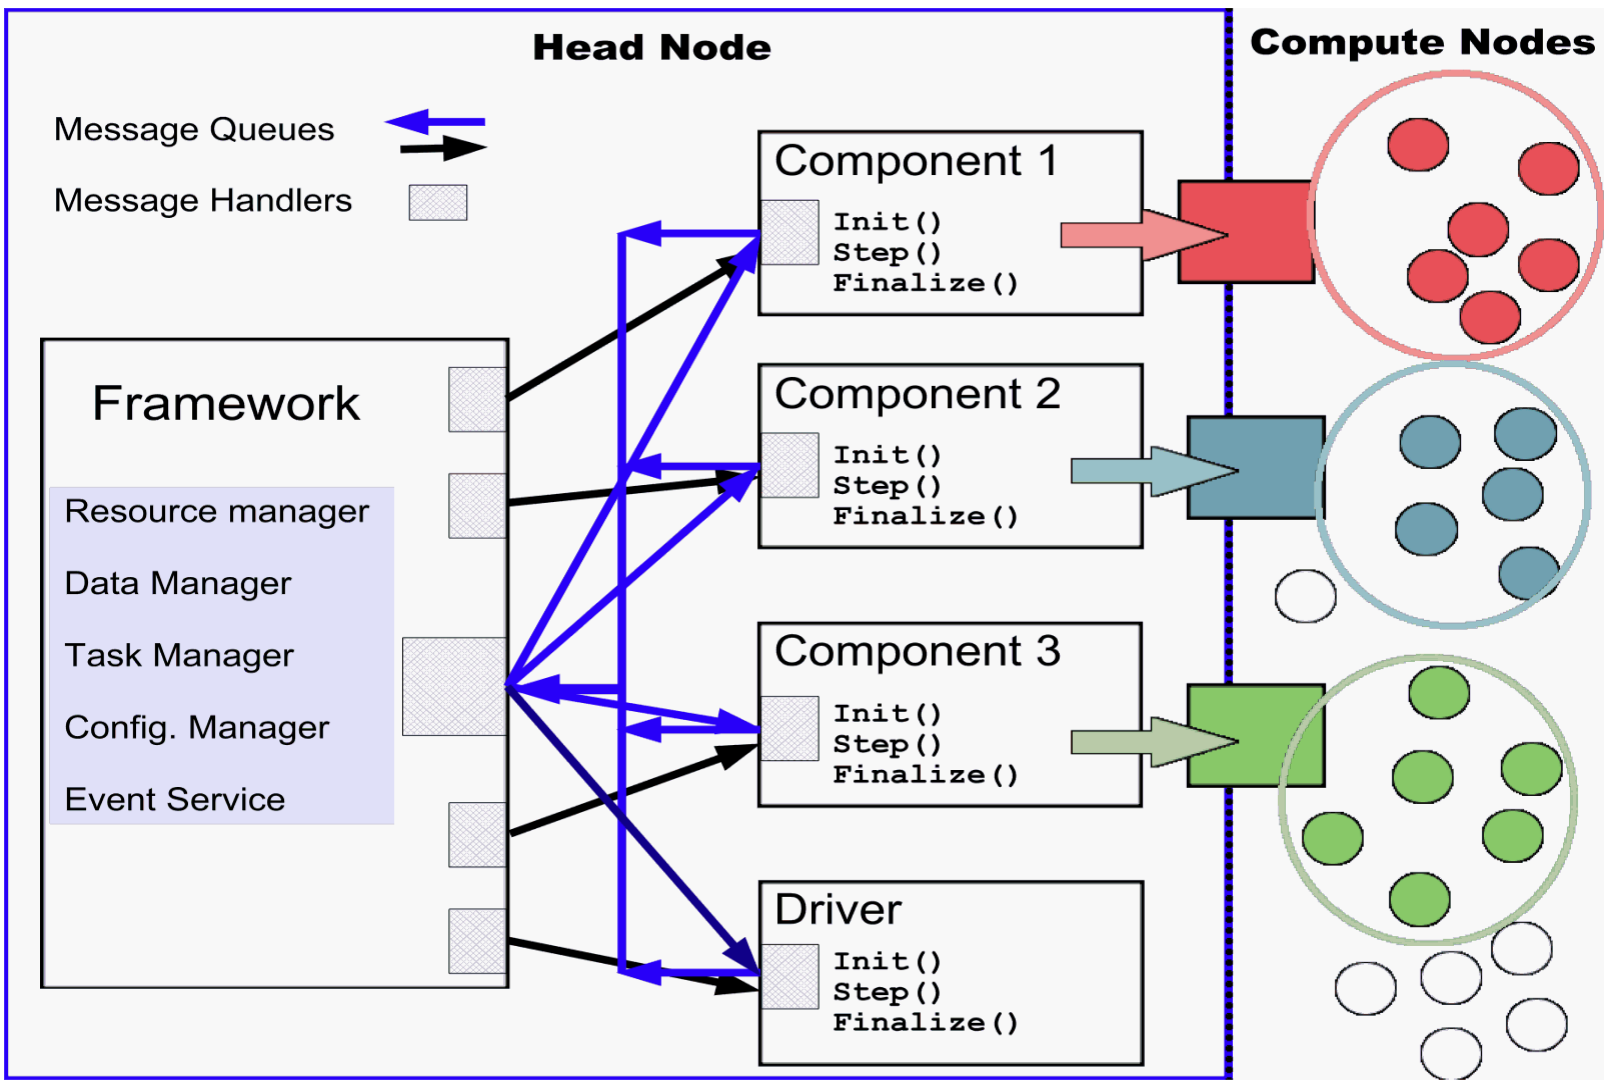 Head Node
Compute Nodes
Message Queues
Message Handlers
Component 1
Init()
Step()
Finalize()
Framework
Resource manager
Data Manager
Task Manager
Config. Manager
Event Service
Component 2
Init()
Step()
Finalize()
Component 3
Init()
Step()
Finalize()
Driver
Init()
Step()
Finalize()